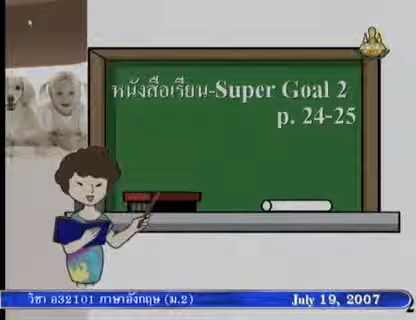 หนังสือเรียน-Super Goal 2
p. 24-25
วิชา อ32101 ภาษาอังกฤษ (ม.2) July 19, 2007